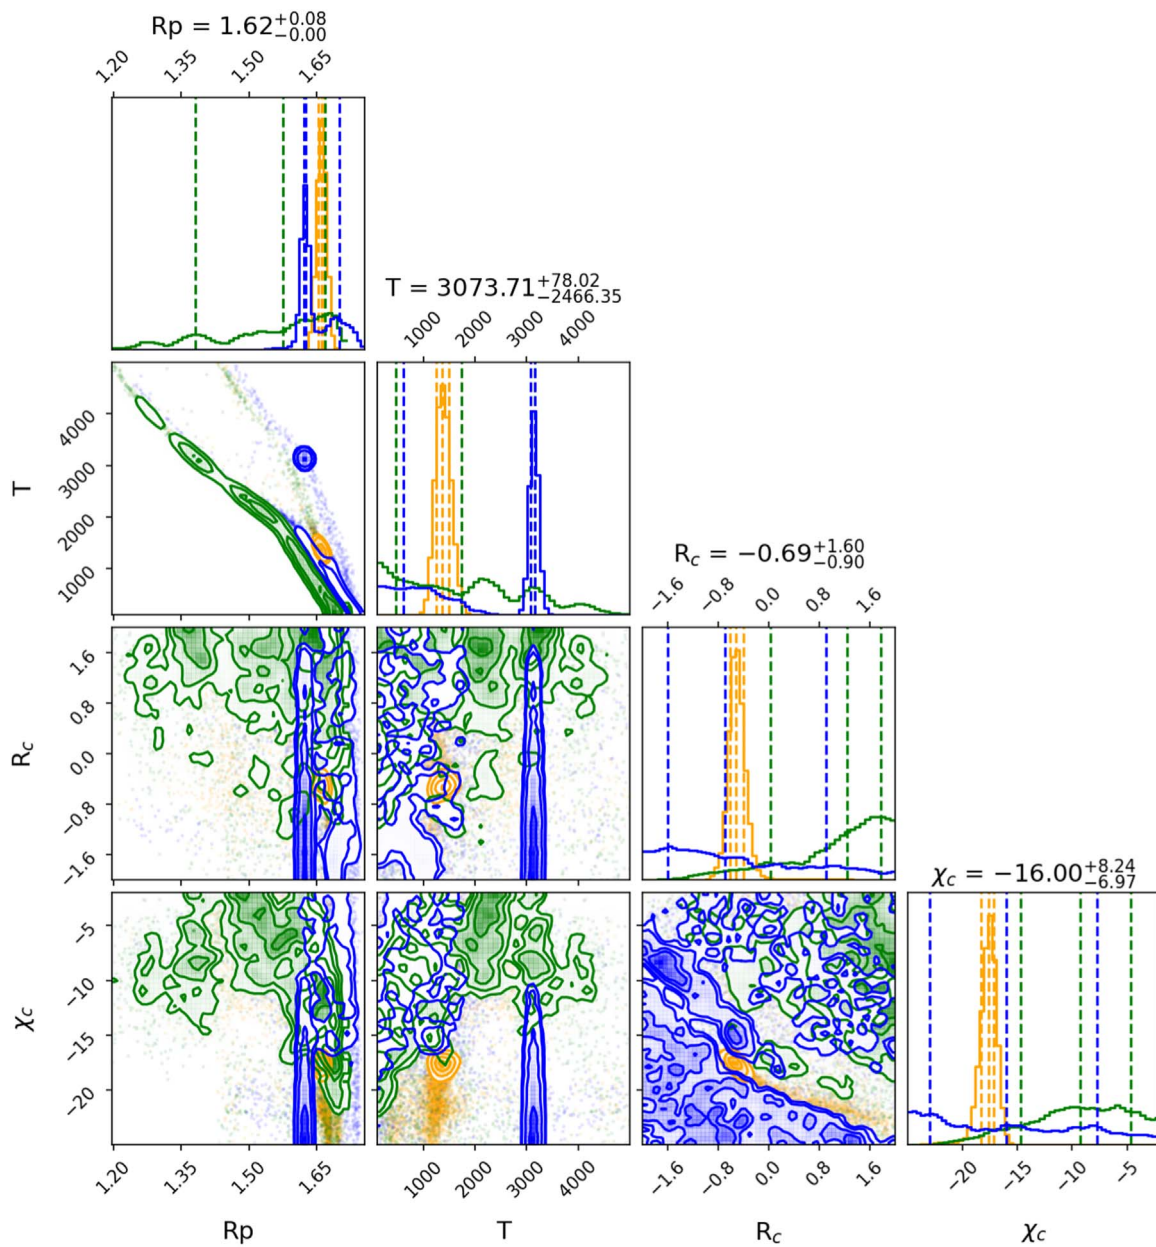 Rp = 1.62^{+0.08}_{−0.00}
1.20 1.35 1.50 1.65
T = 3073.71^{+78.02}_{−2466.35}
1000 2000 3000 4000
T
4000
3000
2000
1000
R_c = −0.69^{+1.60}_{−0.90}
−1.6 −0.8 0.0 0.8 1.6
R_c
1.6
0.8
0.0
−0.8
−1.6
χ_c = −16.00^{+8.24}_{−6.97}
χ_c
−5
−10
−15
−20
1.20 1.35 1.50 1.65
1000 2000 3000 4000
−1.6 −0.8 0.0 0.8 1.6
−20 −15 −10 −5
Rp T R_c χ_c